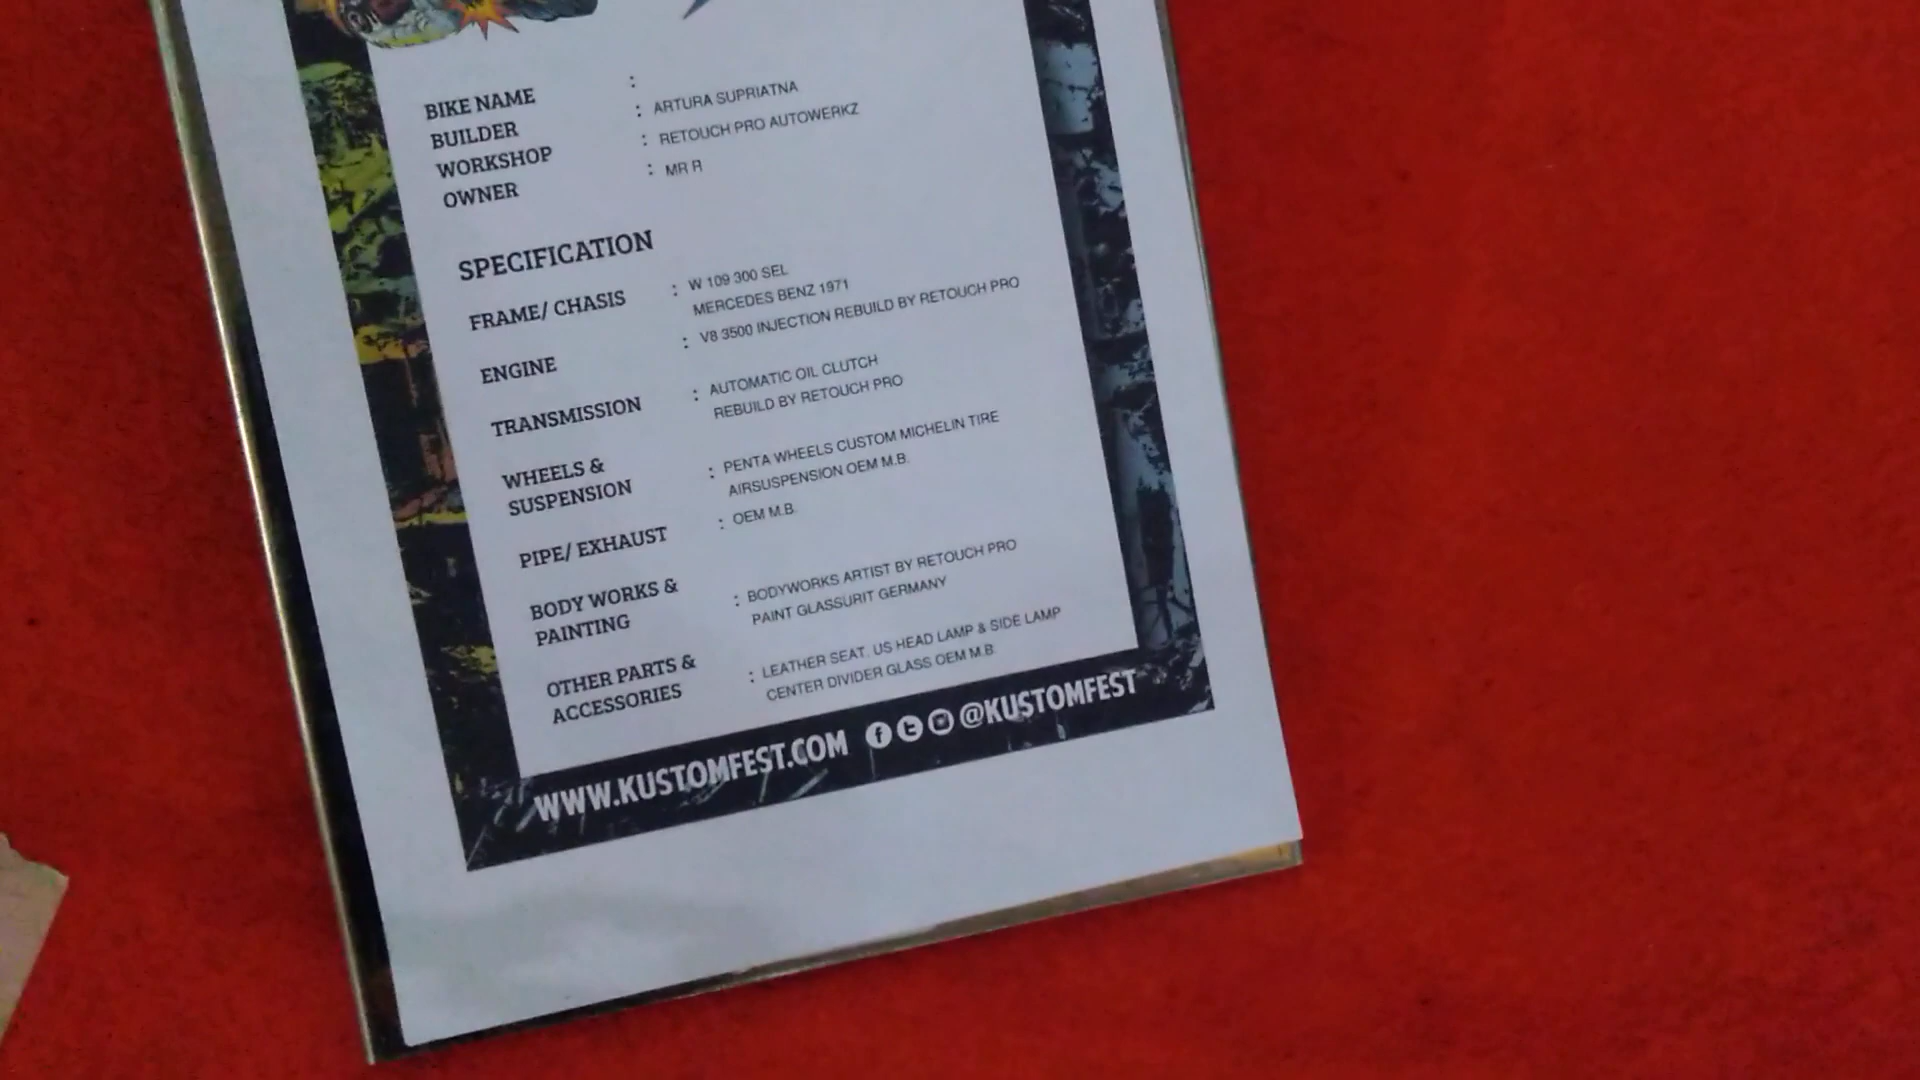 BIKE NAME :
BUILDER : ARTURA SUPRIATNA
WORKSHOP : RETOUCH PRO AUTOWERKZ
OWNER : MR R
SPECIFICATION
FRAME/ CHASIS : W 109 300 SEL
MERCEDES BENZ 1971
ENGINE : V8 3500 INJECTION REBUILD BY RETOUCH PRO
TRANSMISSION : AUTOMATIC OIL CLUTCH
REBUILD BY RETOUCH PRO
WHEELS & : PENTA WHEELS CUSTOM MICHELIN TIRE
SUSPENSION AIRSUSPENSION OEM M.B.
PIPE/ EXHAUST : OEM M.B.
BODY WORKS & : BODYWORKS ARTIST BY RETOUCH PRO
PAINTING PAINT GLASSURIT GERMANY
OTHER PARTS & : LEATHER SEAT. US HEAD LAMP & SIDE LAMP
ACCESSORIES CENTER DIVIDER GLASS OEM M.B.
WWW.KUSTOMFEST.COM @KUSTOMFEST